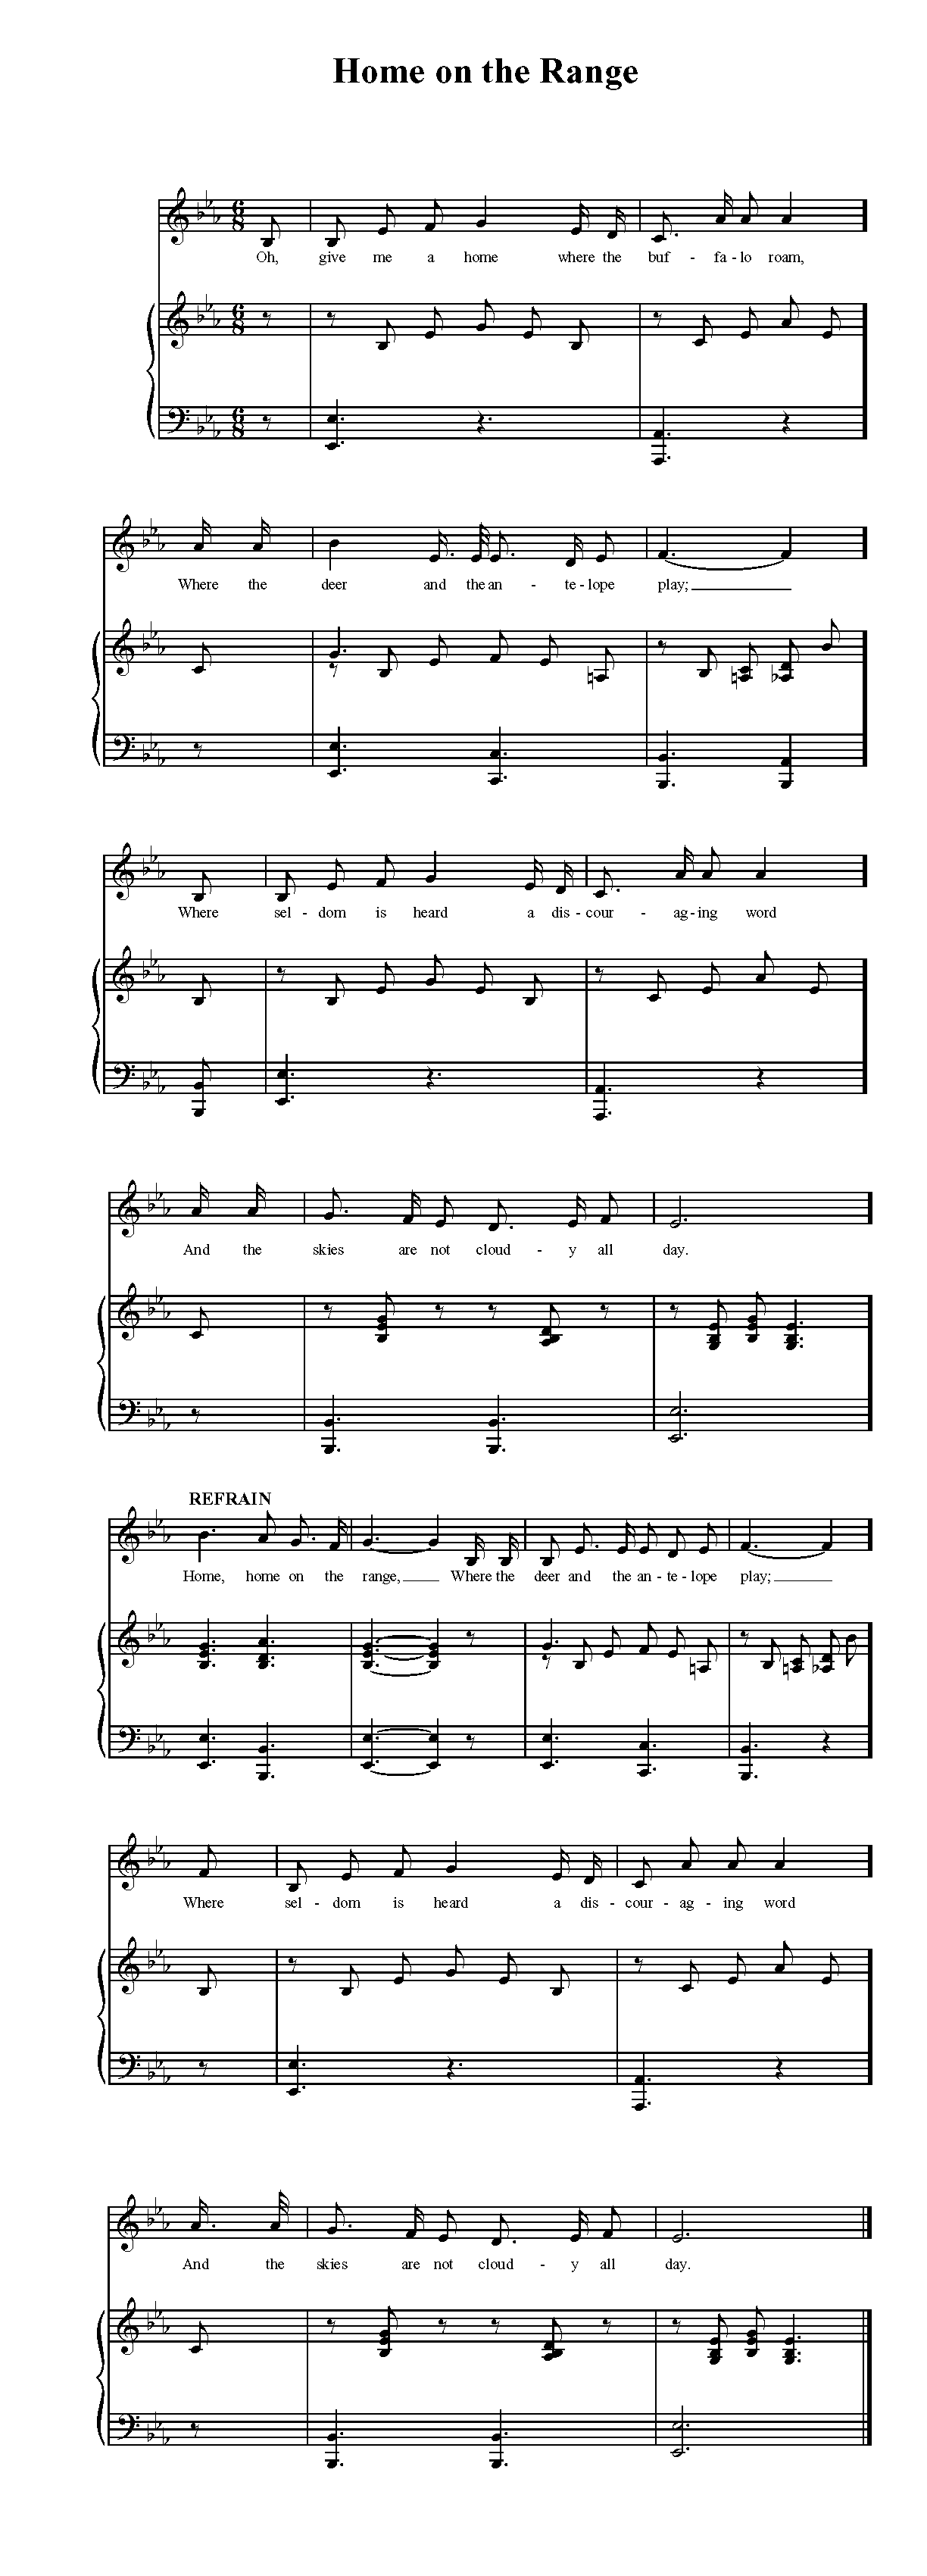 Home on the Range
Oh, give me a home where the buf - fa - lo roam,
Where the deer and the an - te - lope play;
Where sel - dom is heard a dis - cour - ag - ing word
And the skies are not cloud - y all day.
REFRAIN
Home, home on the range, Where the deer and the an - te - lope play;
Where sel - dom is heard a dis - cour - ag - ing word
And the skies are not cloud - y all day.